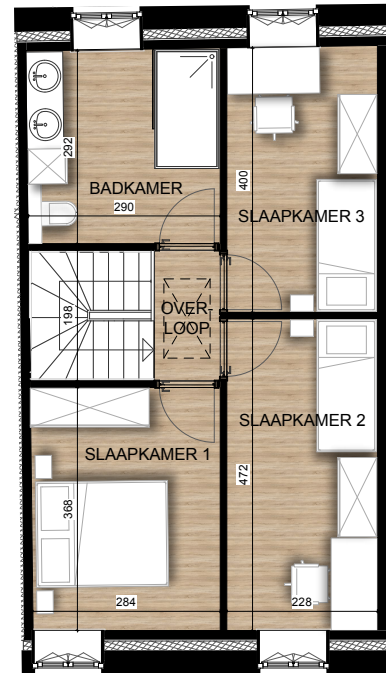 292
BADKAMER
290
400
SLAAPKAMER 3
198
OVER-
LOOP
SLAAPKAMER 2
SLAAPKAMER 1
472
368
284
228